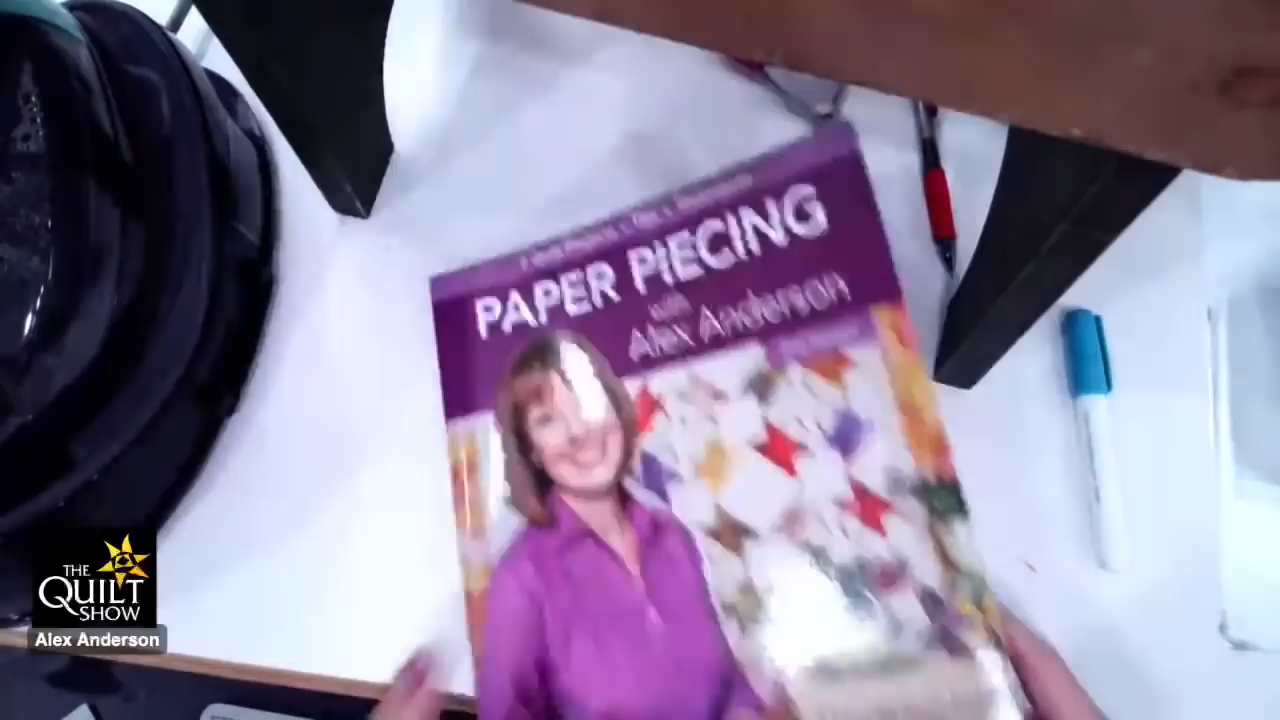 PAPER PIECING
with
Alex Anderson
THE
QUILT
SHOW
Alex Anderson